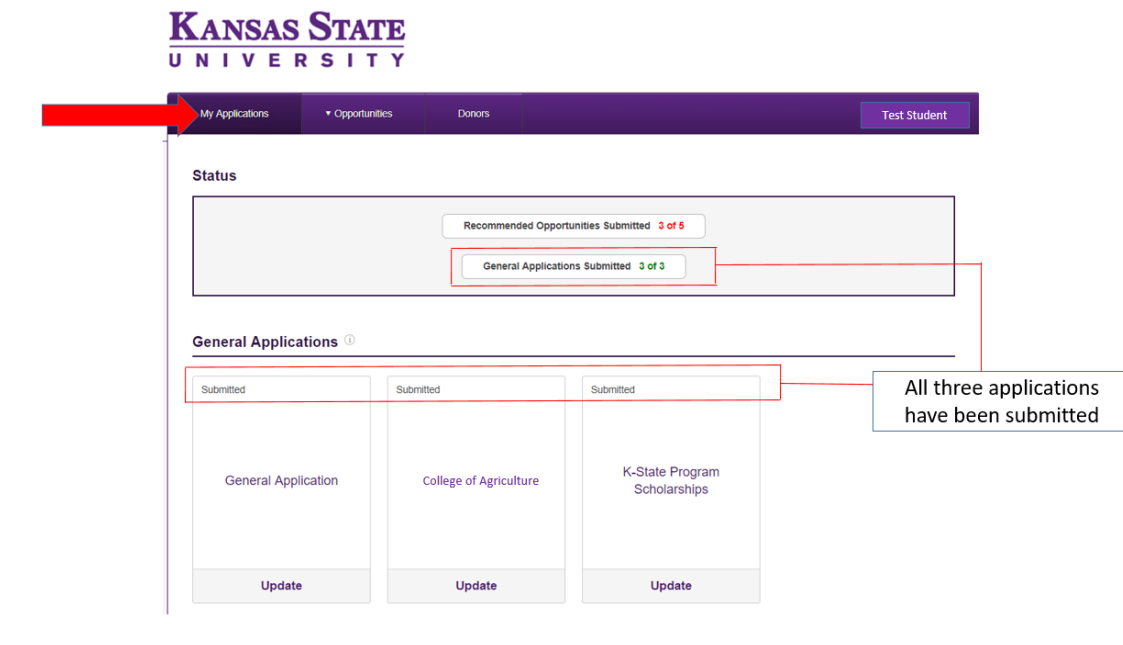 KANSAS STATE
UNIVERSITY
My Applications
▾ Opportunities
Donors
Test Student
Status
Recommended Opportunities Submitted 3 of 5
General Applications Submitted 3 of 3
General Applications ⓘ
Submitted
Submitted
Submitted
All three applications
have been submitted
General Application
College of Agriculture
K-State Program
Scholarships
Update
Update
Update